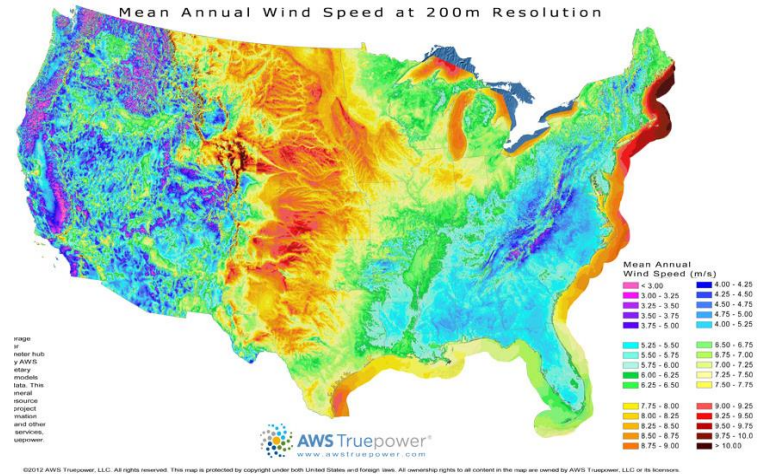 Mean Annual Wind Speed at 200m Resolution
Mean Annual
Wind Speed (m/s)
< 3.00
3.00 - 3.25
3.25 - 3.50
3.50 - 3.75
3.75 - 5.00
4.00 - 4.25
4.25 - 4.50
4.50 - 4.75
4.75 - 5.00
4.00 - 5.25
5.25 - 5.50
5.50 - 5.75
5.75 - 6.00
6.00 - 6.25
6.25 - 6.50
6.50 - 6.75
6.75 - 7.00
7.00 - 7.25
7.25 - 7.50
7.50 - 7.75
7.75 - 8.00
8.00 - 8.25
8.25 - 8.50
8.50 - 8.75
8.75 - 9.00
9.00 - 9.25
9.25 - 9.50
9.50 - 9.75
9.75 - 10.0
> 10.00
rage
or
neter hub
y AWS
etary
models
data. This
neral
source
project
mation
and other
services,
uepower.
AWS Truepower®
www.awstruepower.com
©2012 AWS Truepower, LLC. All rights reserved. This map is protected by copyright under both United States and foreign laws. All ownership rights to all content in the map are owned by AWS Truepower, LLC or its licensors.